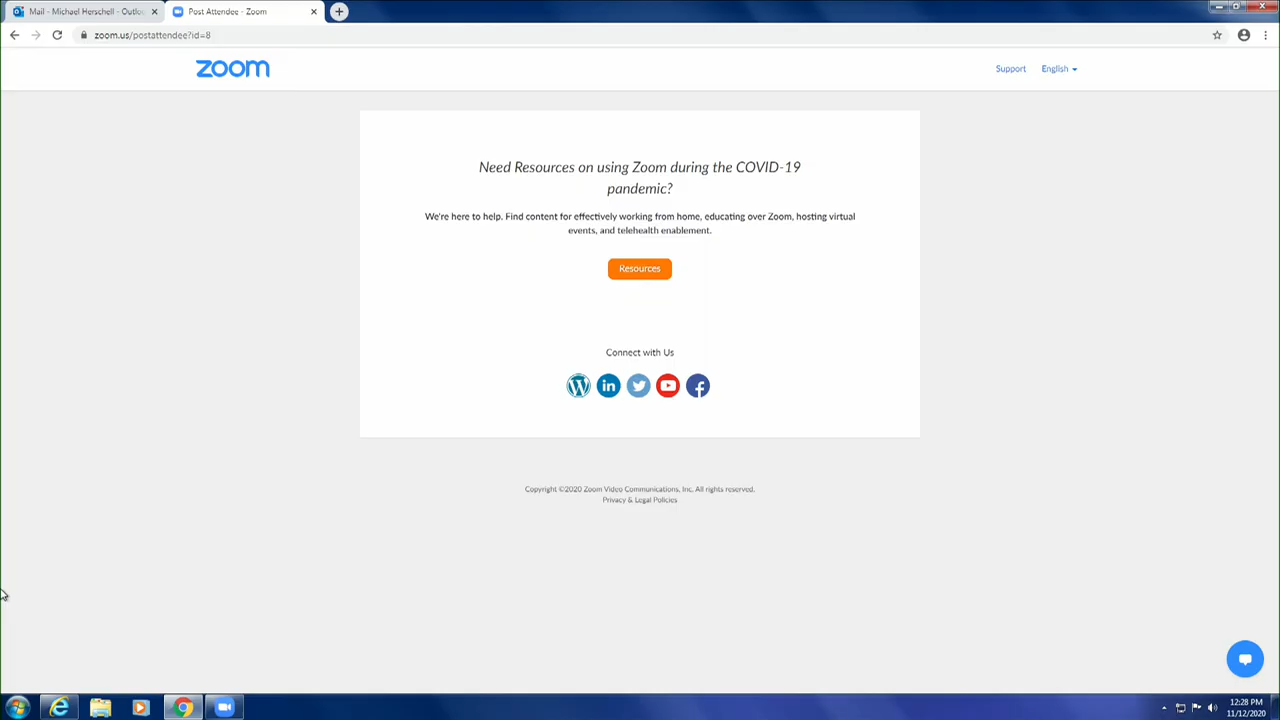 Mail - Michael Herschell - Outlo
Post Attendee - Zoom
zoom.us/postattendee?id=8
zoom
Support
English
Need Resources on using Zoom during the COVID-19
pandemic?
We're here to help. Find content for effectively working from home, educating over Zoom, hosting virtual
events, and telehealth enablement.
Resources
Connect with Us
Copyright ©2020 Zoom Video Communications, Inc. All rights reserved.
Privacy & Legal Policies
12:28 PM
11/12/2020